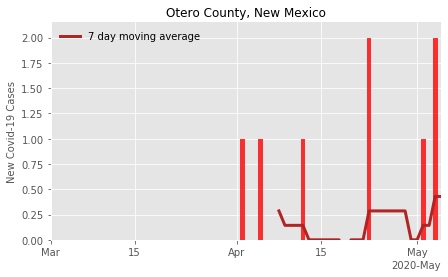 Otero County, New Mexico
7 day moving average
New Covid-19 Cases
2.00
1.75
1.50
1.25
1.00
0.75
0.50
0.25
0.00
Mar 15 Apr 15 May
2020-May